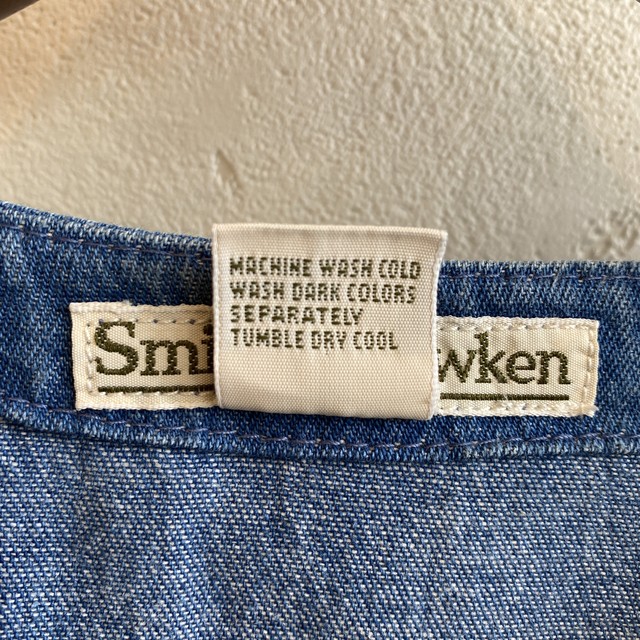 MACHINE WASH COLD
WASH DARK COLORS
SEPARATELY
TUMBLE DRY COOL
Smi wken